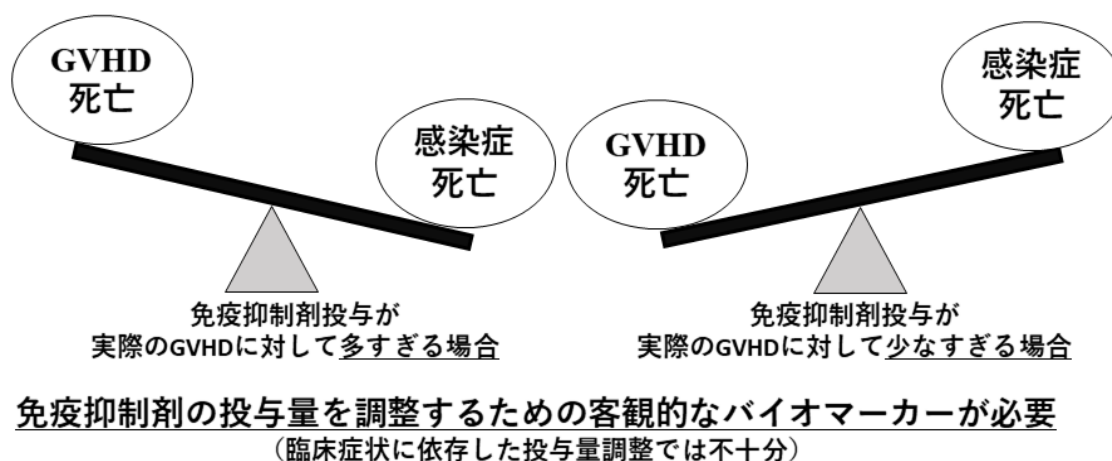 GVHD
死亡
感染症
死亡
免疫抑制剤投与が
実際のGVHDに対して多すぎる場合
GVHD
死亡
感染症
死亡
免疫抑制剤投与が
実際のGVHDに対して少なすぎる場合
免疫抑制剤の投与量を調整するための客観的なバイオマーカーが必要
（臨床症状に依存した投与量調整では不十分）